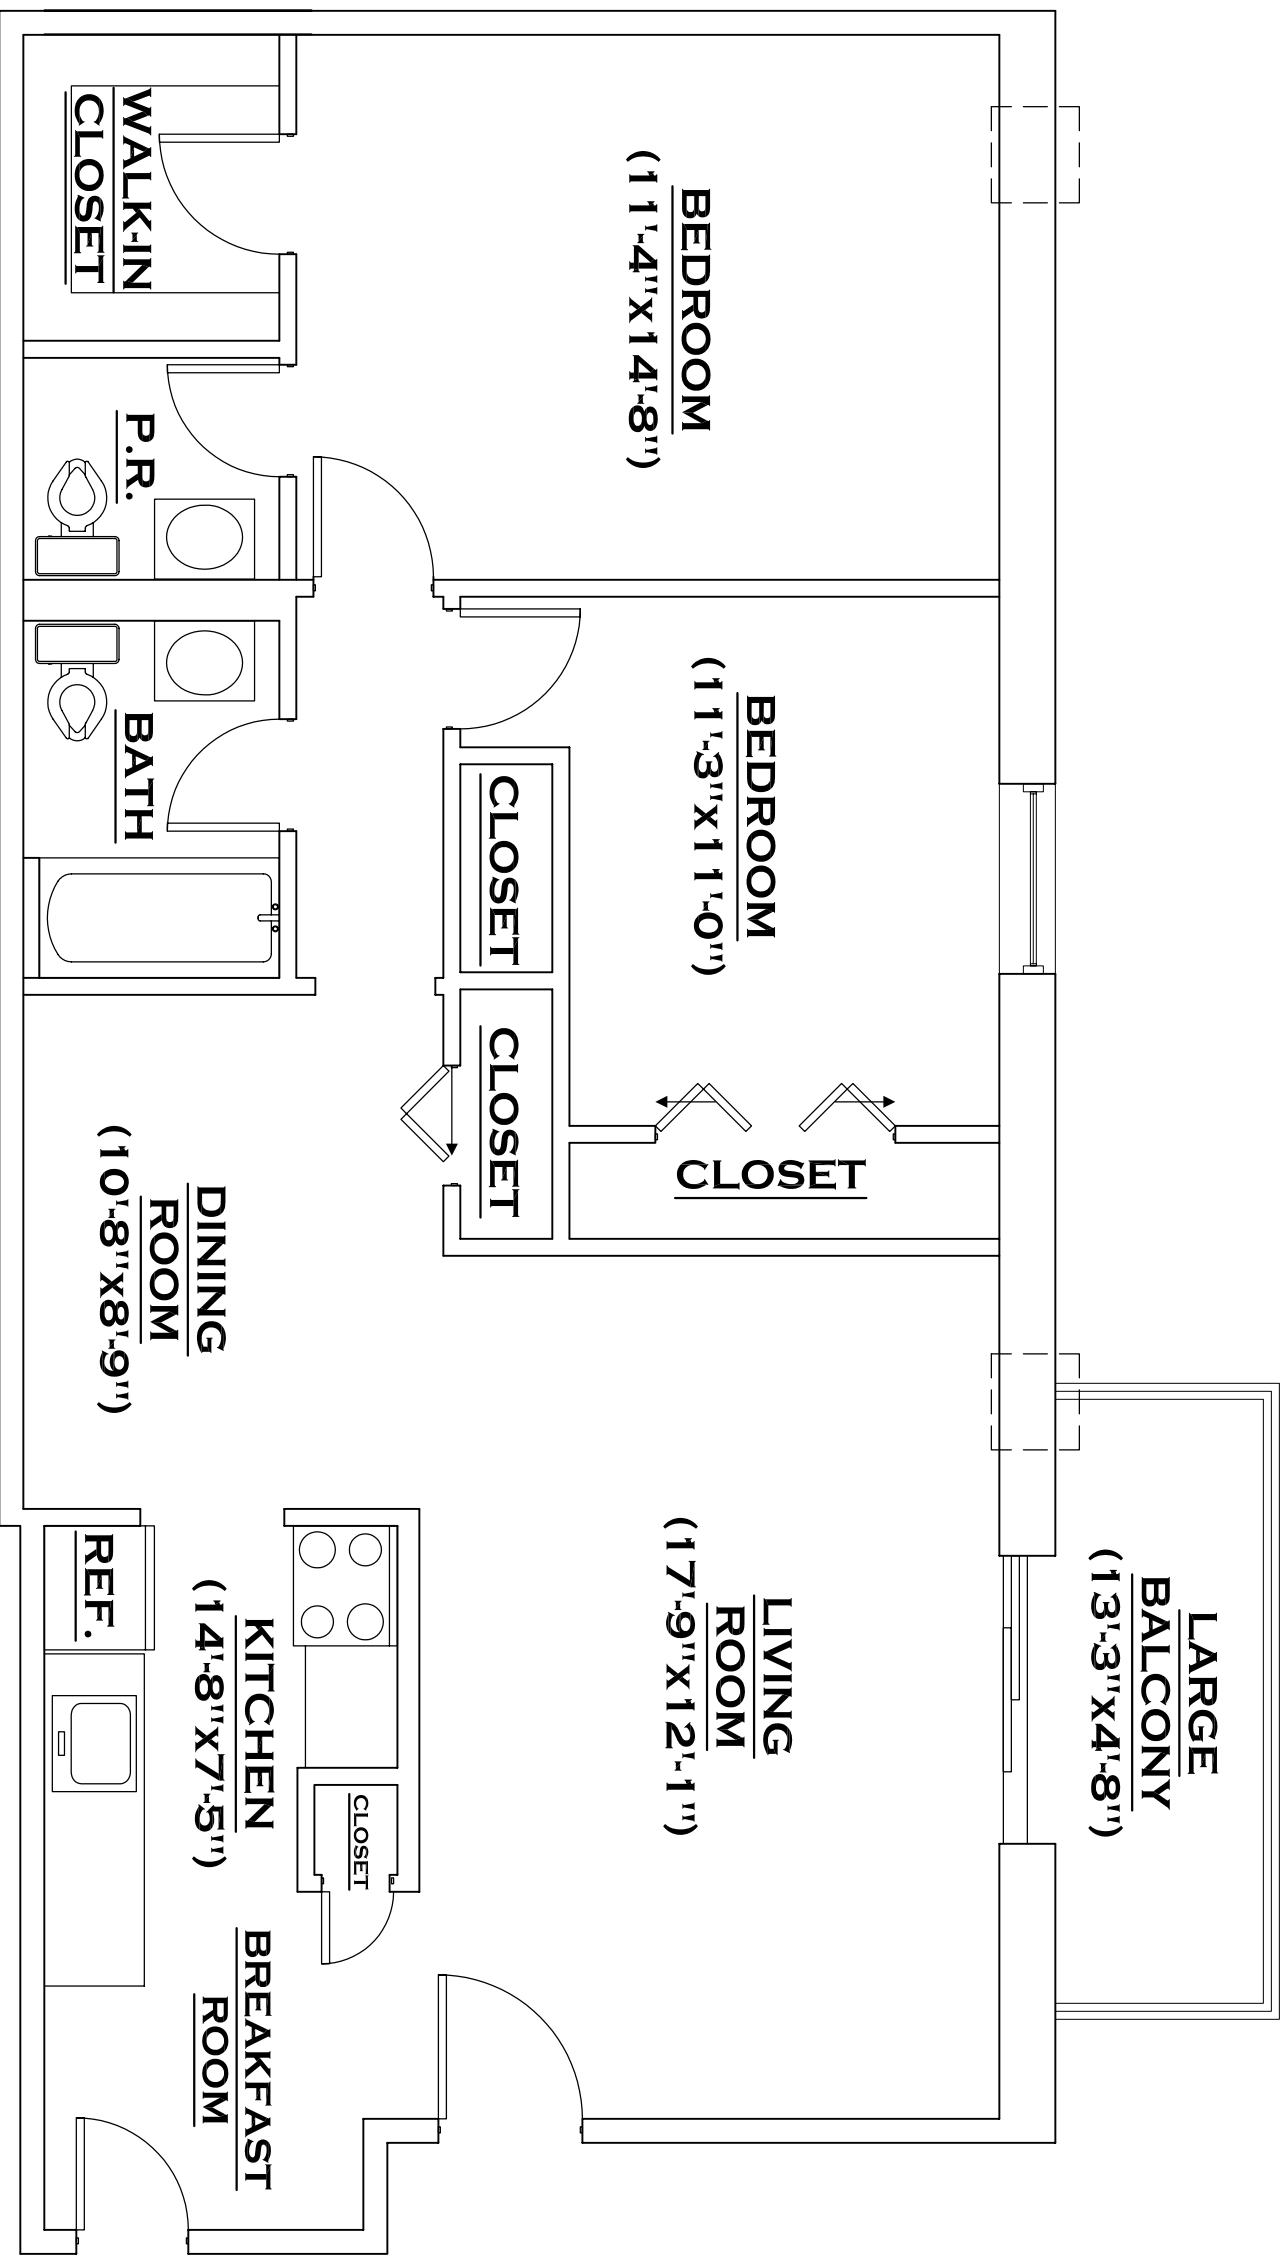 WALK-IN
CLOSET
BEDROOM
(11'-4"x14'-8")
P.R.
BATH
BEDROOM
(11'-3"x11'-0")
CLOSET
CLOSET
CLOSET
DINING
ROOM
(10'-8"x8'-9")
LIVING
ROOM
(17'-9"x12'-1")
LARGE
BALCONY
(13'-3"x4'-8")
REF.
KITCHEN
(14'-8"x7'-5")
CLOSET
BREAKFAST
ROOM